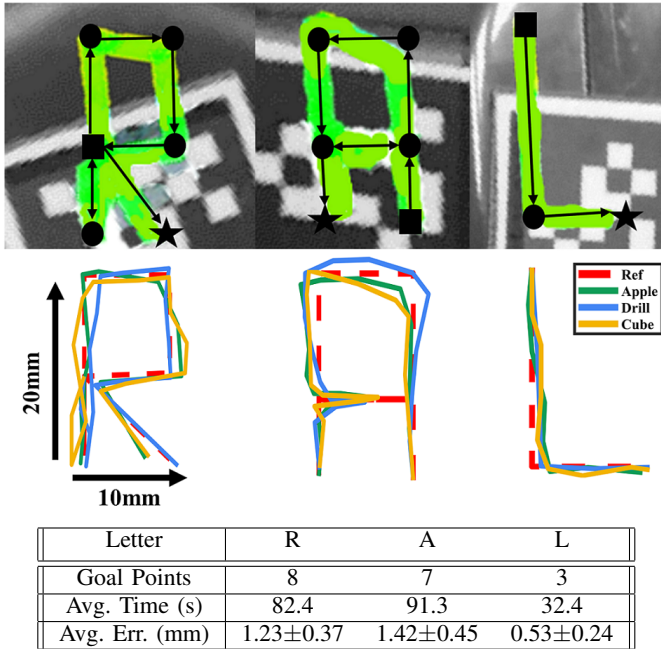 Ref
Apple
Drill
Cube
20mm
10mm
Letter R A L
Goal Points 8 7 3
Avg. Time (s) 82.4 91.3 32.4
Avg. Err. (mm) 1.23±0.37 1.42±0.45 0.53±0.24